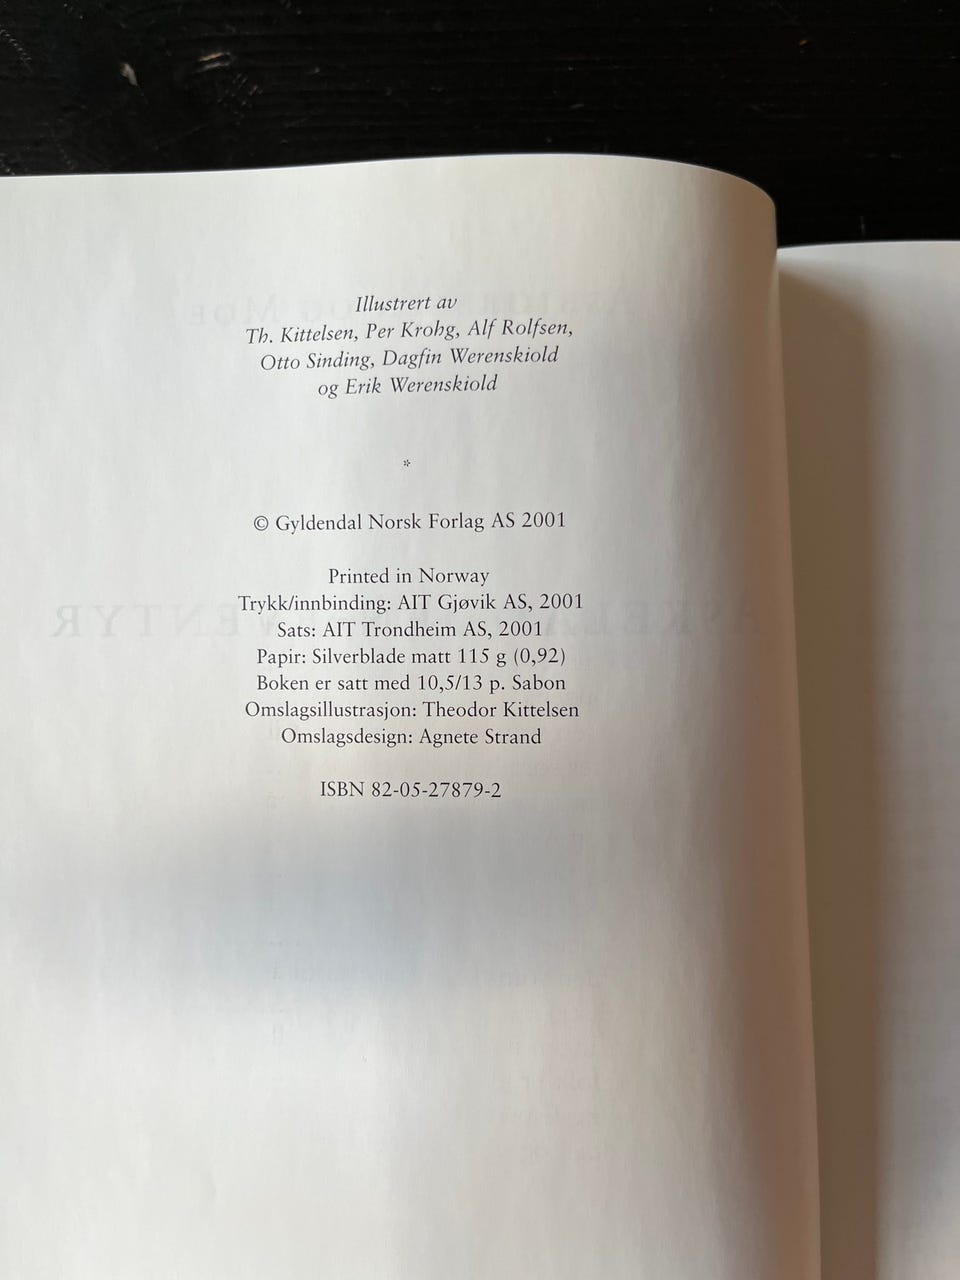 Illustrert av
Th. Kittelsen, Per Krohg, Alf Rolfsen,
Otto Sinding, Dagfin Werenskiold
og Erik Werenskiold
*
© Gyldendal Norsk Forlag AS 2001
Printed in Norway
Trykk/innbinding: AIT Gjøvik AS, 2001
Sats: AIT Trondheim AS, 2001
Papir: Silverblade matt 115 g (0,92)
Boken er satt med 10,5/13 p. Sabon
Omslagsillustrasjon: Theodor Kittelsen
Omslagsdesign: Agnete Strand
ISBN 82-05-27879-2